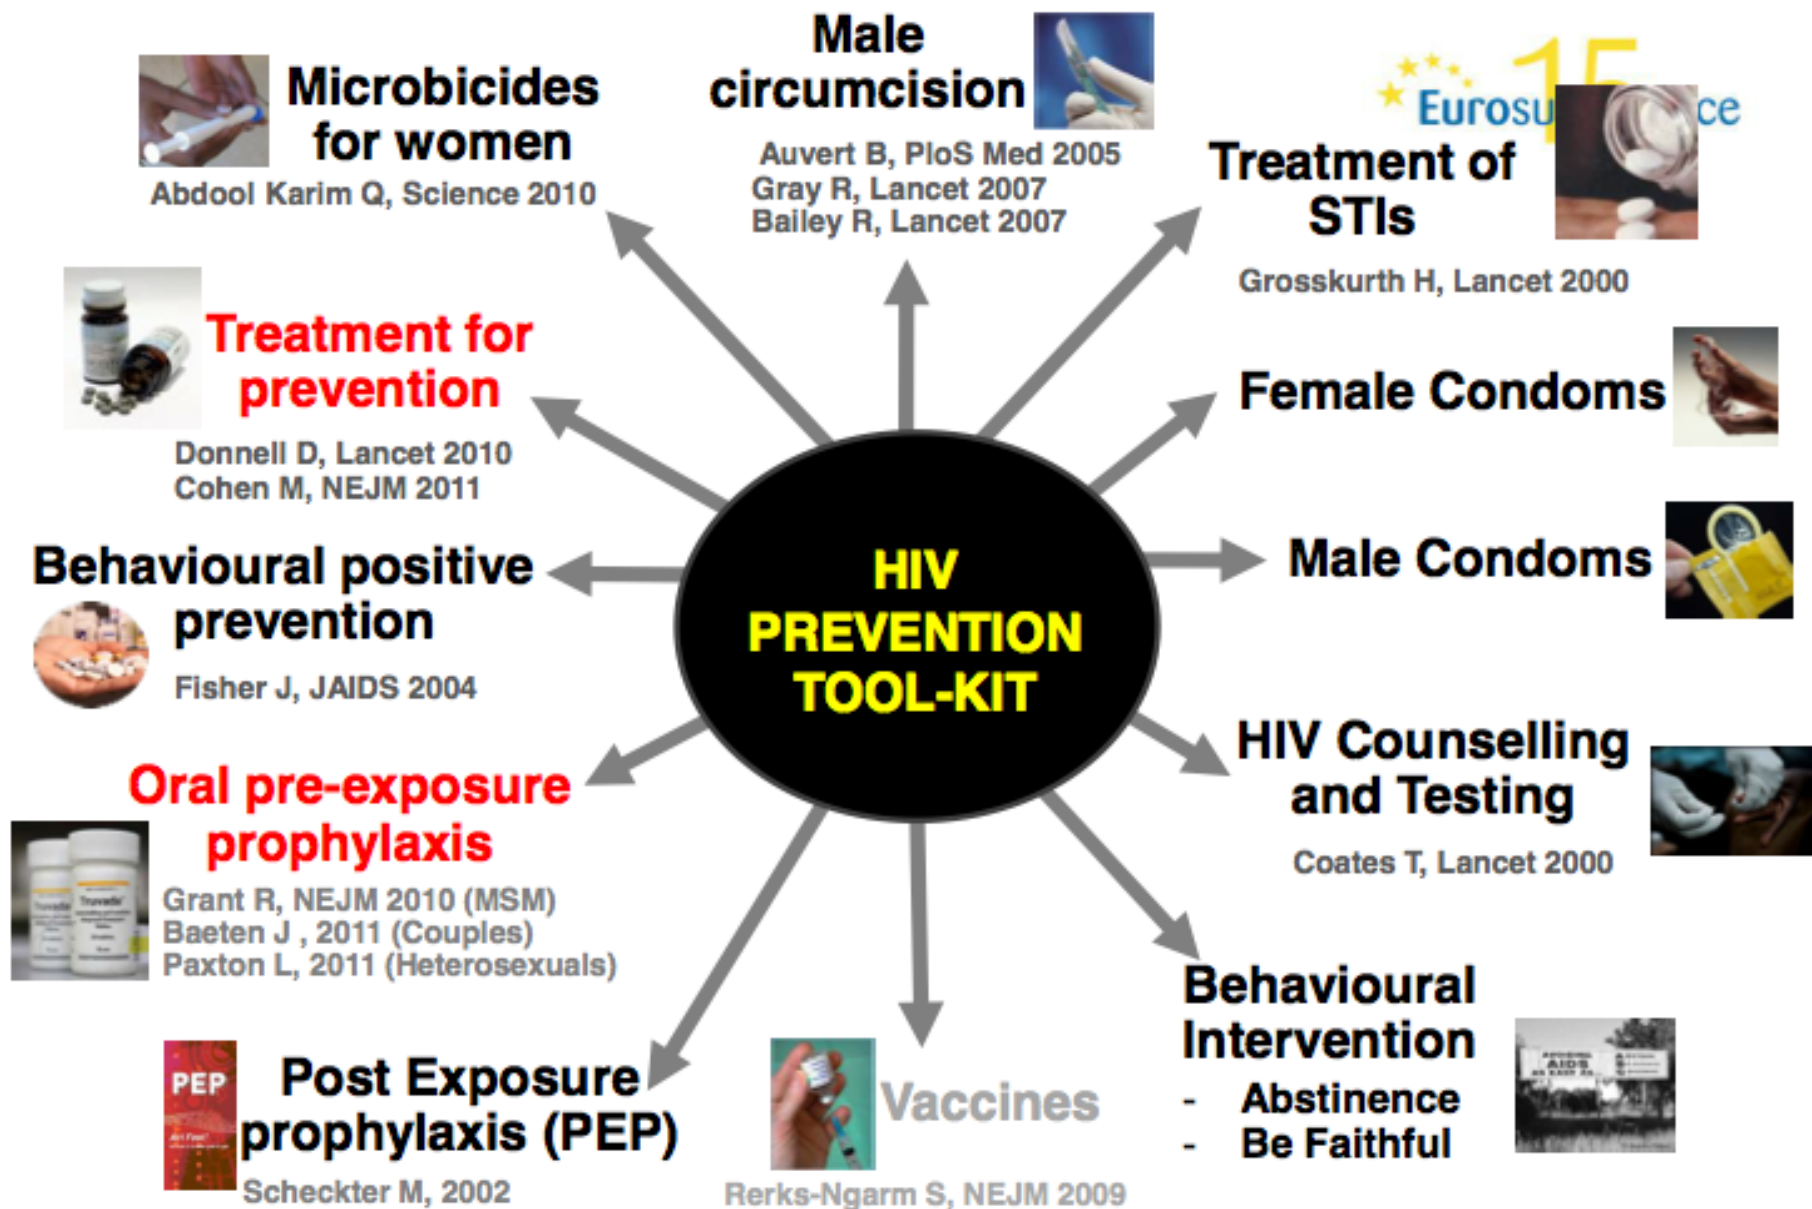 Microbicides
for women
Abdool Karim Q, Science 2010
Male
circumcision
Auvert B, PloS Med 2005
Gray R, Lancet 2007
Bailey R, Lancet 2007
15
Treatment of
STIs
Grosskurth H, Lancet 2000
Treatment for
prevention
Donnell D, Lancet 2010
Cohen M, NEJM 2011
Female Condoms
Behavioural positive
prevention
Fisher J, JAIDS 2004
HIV
PREVENTION
TOOL-KIT
Male Condoms
Oral pre-exposure
prophylaxis
Grant R, NEJM 2010 (MSM)
Baeten J , 2011 (Couples)
Paxton L, 2011 (Heterosexuals)
Truvada
HIV Counselling
and Testing
Coates T, Lancet 2000
PEP
Post Exposure
prophylaxis (PEP)
Scheckter M, 2002
Vaccines
Rerks-Ngarm S, NEJM 2009
Behavioural
Intervention
- Abstinence
- Be Faithful
AIDS